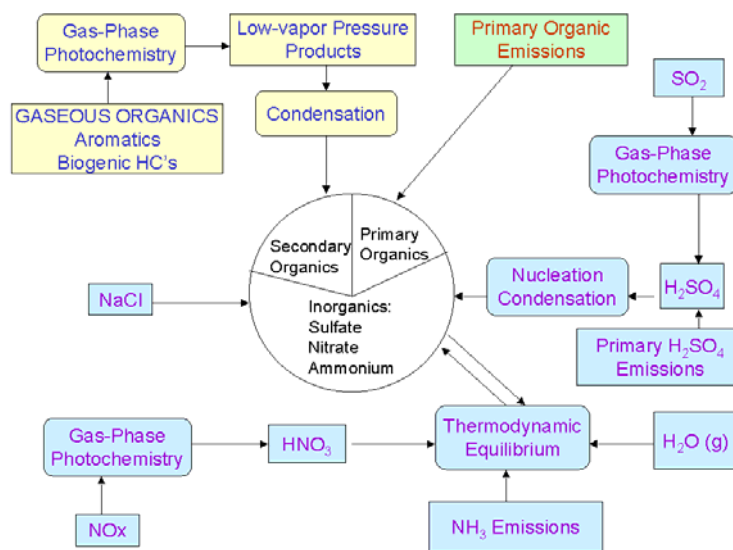 Gas-Phase
Photochemistry
Low-vapor Pressure
Products
Primary Organic
Emissions
SO₂
GASEOUS ORGANICS
Aromatics
Biogenic HC's
Condensation
Gas-Phase
Photochemistry
Secondary
Organics
Primary
Organics
NaCl
Inorganics:
Sulfate
Nitrate
Ammonium
Nucleation
Condensation
H₂SO₄
Primary H₂SO₄
Emissions
Gas-Phase
Photochemistry
HNO₃
Thermodynamic
Equilibrium
H₂O (g)
NOx
NH₃ Emissions